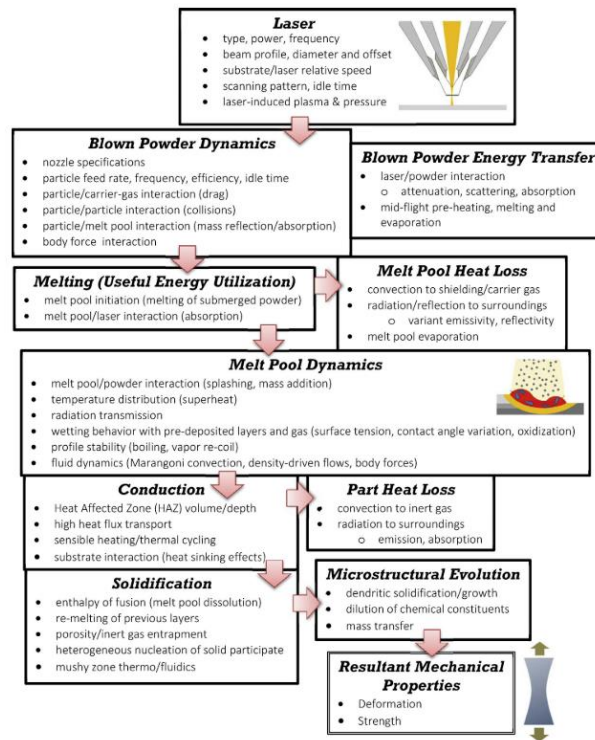 Laser
• type, power, frequency
• beam profile, diameter and offset
• substrate/laser relative speed
• scanning pattern, idle time
• laser-induced plasma & pressure
Blown Powder Dynamics
• nozzle specifications
• particle feed rate, frequency, efficiency, idle time
• particle/carrier-gas interaction (drag)
• particle/particle interaction (collisions)
• particle/melt pool interaction (mass reflection/absorption)
• body force interaction
Blown Powder Energy Transfer
• laser/powder interaction
o attenuation, scattering, absorption
• mid-flight pre-heating, melting and
evaporation
Melting (Useful Energy Utilization)
• melt pool initiation (melting of submerged powder)
• melt pool/laser interaction (absorption)
Melt Pool Heat Loss
• convection to shielding/carrier gas
• radiation/reflection to surroundings
o variant emissivity, reflectivity
• melt pool evaporation
Melt Pool Dynamics
• melt pool/powder interaction (splashing, mass addition)
• temperature distribution (superheat)
• radiation transmission
• wetting behavior with pre-deposited layers and gas (surface tension, contact angle variation, oxidization)
• profile stability (boiling, vapor re-coil)
• fluid dynamics (Marangoni convection, density-driven flows, body forces)
Conduction
• Heat Affected Zone (HAZ) volume/depth
• high heat flux transport
• sensible heating/thermal cycling
• substrate interaction (heat sinking effects)
Part Heat Loss
• convection to inert gas
• radiation to surroundings
o emission, absorption
Solidification
• enthalpy of fusion (melt pool dissolution)
• re-melting of previous layers
• porosity/inert gas entrapment
• heterogeneous nucleation of solid participate
• mushy zone thermo/fluidics
Microstructural Evolution
• dendritic solidification/growth
• dilution of chemical constituents
• mass transfer
Resultant Mechanical
Properties
• Deformation
• Strength